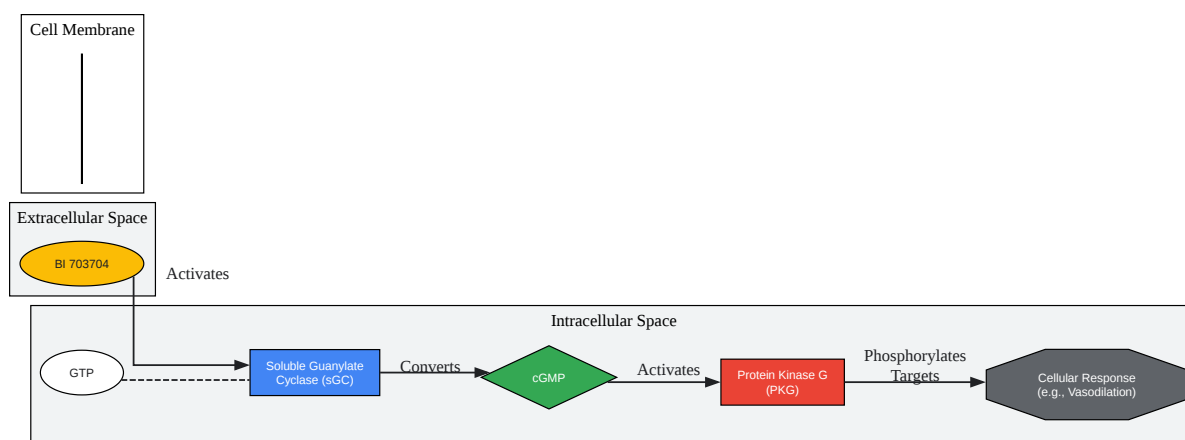 Cell Membrane
Extracellular Space
BI 703704
Activates
Intracellular Space
GTP
Soluble Guanylate
Cyclase (sGC)
Converts
cGMP
Activates
Protein Kinase G
(PKG)
Phosphorylates
Targets
Cellular Response
(e.g., Vasodilation)